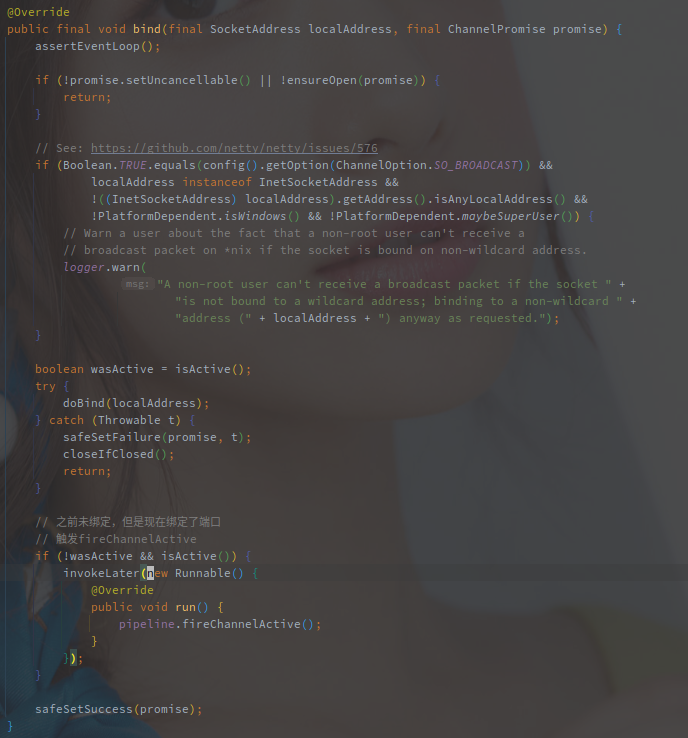 @Override
public final void bind(final SocketAddress localAddress, final ChannelPromise promise) {
assertEventLoop();
if (!promise.setUncancellable() || !ensureOpen(promise)) {
return;
}
// See: https://github.com/netty/netty/issues/576
if (Boolean.TRUE.equals(config().getOption(ChannelOption.SO_BROADCAST)) &&
localAddress instanceof InetSocketAddress &&
!((InetSocketAddress) localAddress).getAddress().isAnyLocalAddress() &&
!PlatformDependent.isWindows() && !PlatformDependent.maybeSuperUser()) {
// Warn a user about the fact that a non-root user can't receive a
// broadcast packet on *nix if the socket is bound on non-wildcard address.
logger.warn(
msg: "A non-root user can't receive a broadcast packet if the socket " +
"is not bound to a wildcard address; binding to a non-wildcard " +
"address (" + localAddress + ") anyway as requested.");
}
boolean wasActive = isActive();
try {
doBind(localAddress);
} catch (Throwable t) {
safeSetFailure(promise, t);
closeIfClosed();
return;
}
// 之前未绑定，但是现在绑定了端口
// 触发fireChannelActive
if (!wasActive && isActive()) {
invokeLater(new Runnable() {
@Override
public void run() {
pipeline.fireChannelActive();
}
});
}
safeSetSuccess(promise);
}